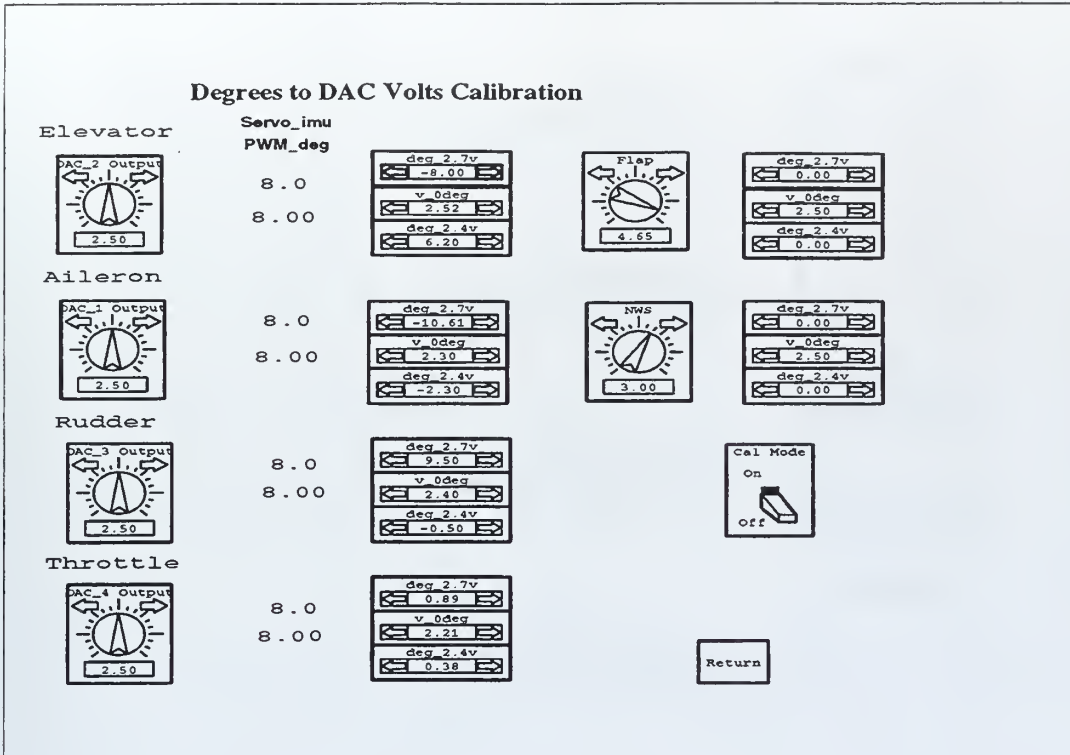 Degrees to DAC Volts Calibration
Servo_imu
PWM_deg
Elevator
DAC_2 Output
2.50
8.0
8.00
deg_2.7v
-8.00
v_0deg
2.52
deg_2.4v
6.20
Flap
4.65
deg_2.7v
0.00
v_0deg
2.50
deg_2.4v
0.00
Aileron
DAC_1 Output
2.50
8.0
8.00
deg_2.7v
-10.61
v_0deg
2.30
deg_2.4v
-2.30
NWS
3.00
deg_2.7v
0.00
v_0deg
2.50
deg_2.4v
0.00
Rudder
DAC_3 Output
2.50
8.0
8.00
deg_2.7v
9.50
v_0deg
2.40
deg_2.4v
-0.50
Cal Mode
On
Off
Throttle
DAC_4 Output
2.50
8.0
8.00
deg_2.7v
0.89
v_0deg
2.21
deg_2.4v
0.38
Return